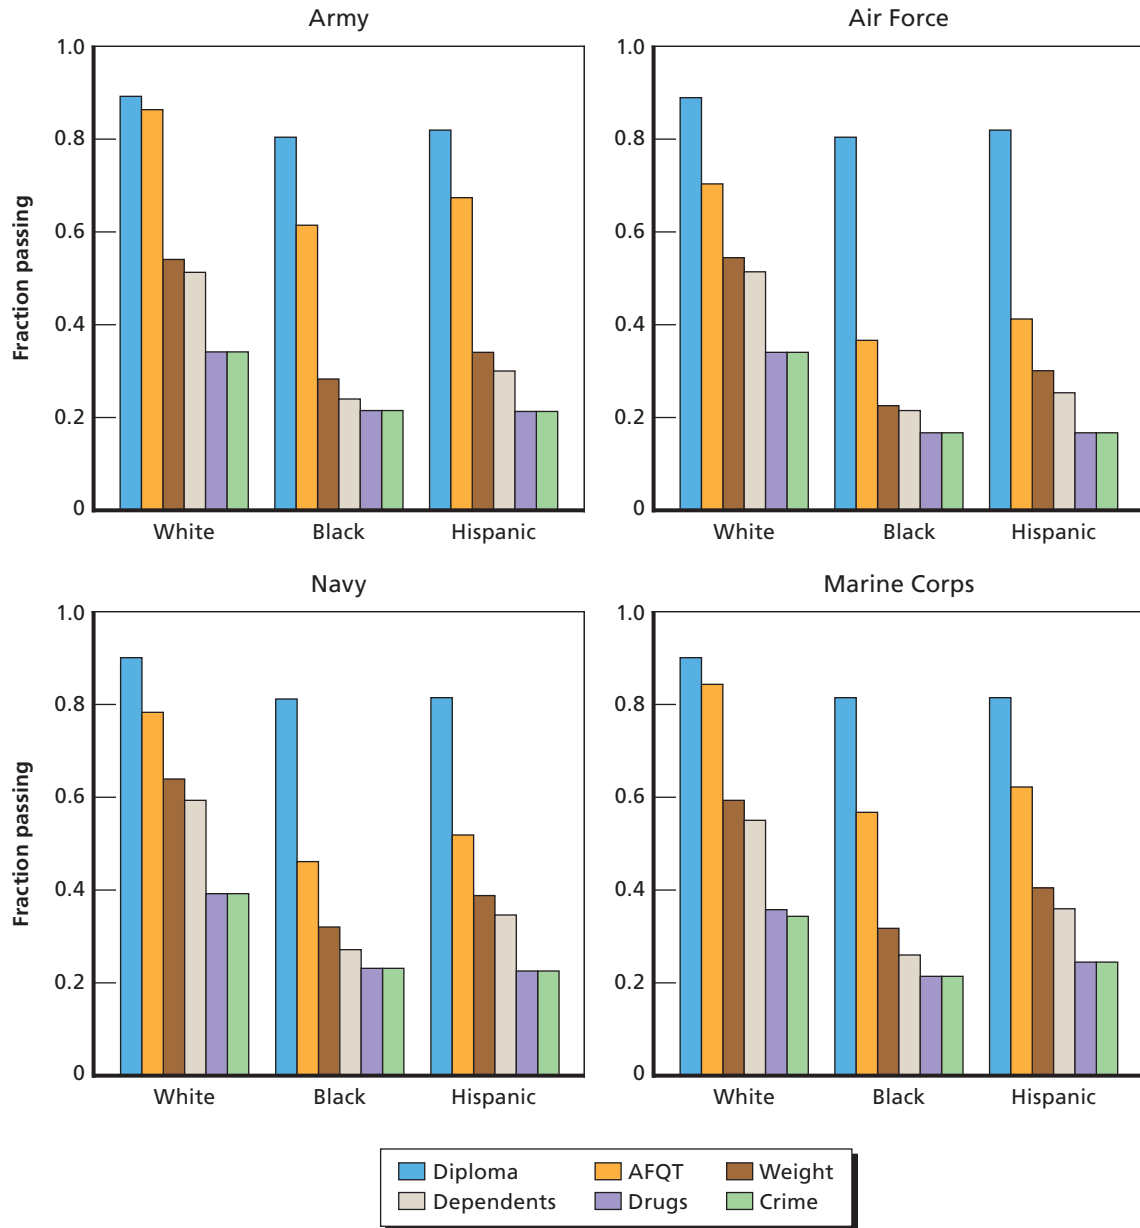 Army
Air Force
1.0
0.8
0.6
0.4
0.2
0
Fraction passing
White Black Hispanic
1.0
0.8
0.6
0.4
0.2
0
White Black Hispanic
Navy
Marine Corps
1.0
0.8
0.6
0.4
0.2
0
Fraction passing
White Black Hispanic
1.0
0.8
0.6
0.4
0.2
0
White Black Hispanic
Diploma AFQT Weight
Dependents Drugs Crime